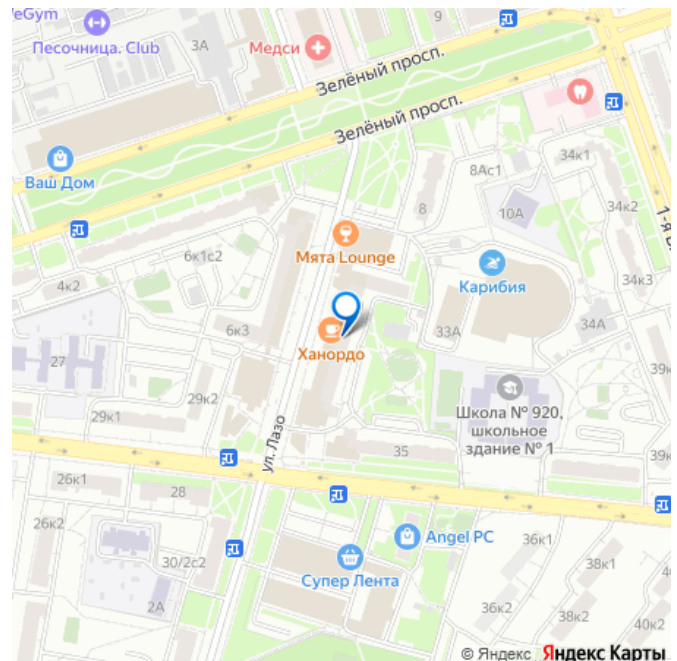 eGym
Песочница. Club
3А
Медси
9
Зелёный просп.
Зелёный просп.
Ваш Дом
8Ас1
34к1
8
10А
34к2
1-я
Мята Lounge
6к1с2
4к2
Карибия
34к3
6к3
33А
34А
Ханордо
27
39к
29к2
29к1
ул. Лазо
Школа № 920,
школьное
здание № 1
35
39к
26к1
28
26к2
Angel PC
36к1
30/2с2
Супер Лента
38к1
2А
36к2
38к2
40к2
© Яндекс Яндекс Карты